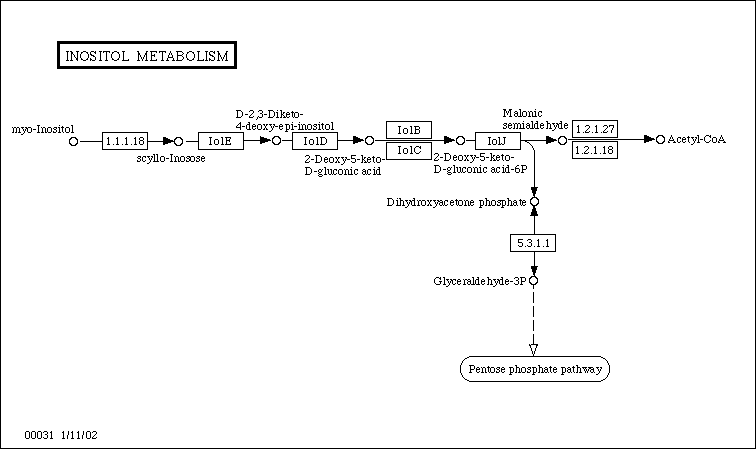 INOSITOL METABOLISM
D-2,3-Diketo-
4-deoxy-epi-inositol
Malonic
semialdehyde
myo-Inositol
1.1.1.18
scyllo-Inosose
IolE
IolD
2-Deoxy-5-keto-
D-gluconic acid
IolB
IolC
2-Deoxy-5-keto-
D-gluconic acid-6P
IolJ
1.2.1.27
1.2.1.18
Acetyl-CoA
Dihydroxyacetone phosphate
5.3.1.1
Glyceraldehyde-3P
Pentose phosphate pathway
00031 1/11/02